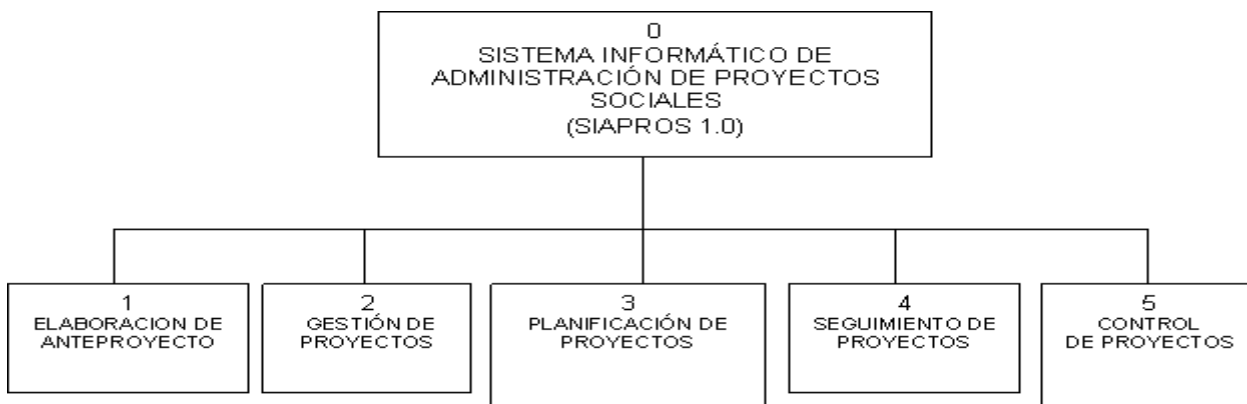 0
SISTEMA INFORMÁTICO DE
ADMINISTRACIÓN DE PROYECTOS
SOCIALES
(SIAPROS 1.0)
1
ELABORACION DE
ANTEPROYECTO
2
GESTIÓN DE
PROYECTOS
3
PLANIFICACIÓN DE
PROYECTOS
4
SEGUIMIENTO DE
PROYECTOS
5
CONTROL
DE PROYECTOS